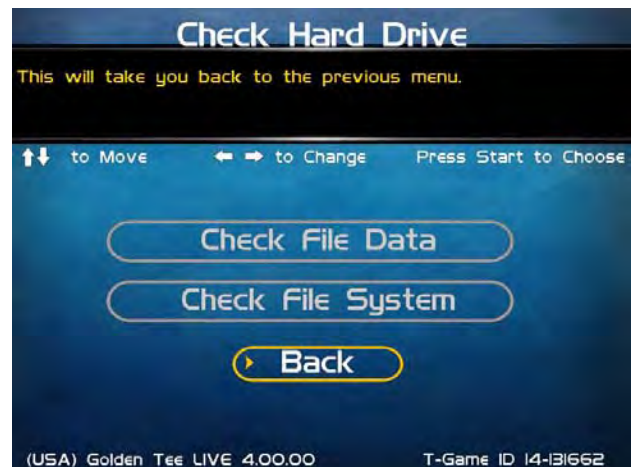 Check Hard Drive
This will take you back to the previous menu.
to Move to Change Press Start to Choose
Check File Data
Check File System
Back
(USA) Golden Tee LIVE 4.00.00 T-Game ID 14-131662